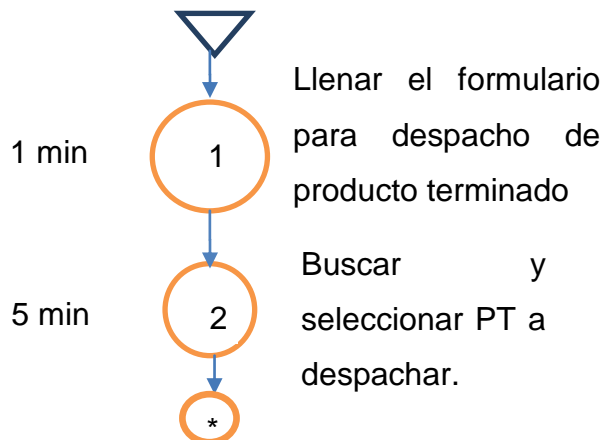 Llenar el formulario
1 min
1
para despacho de
producto terminado
Buscar y
5 min
2
seleccionar PT a
despachar.
*